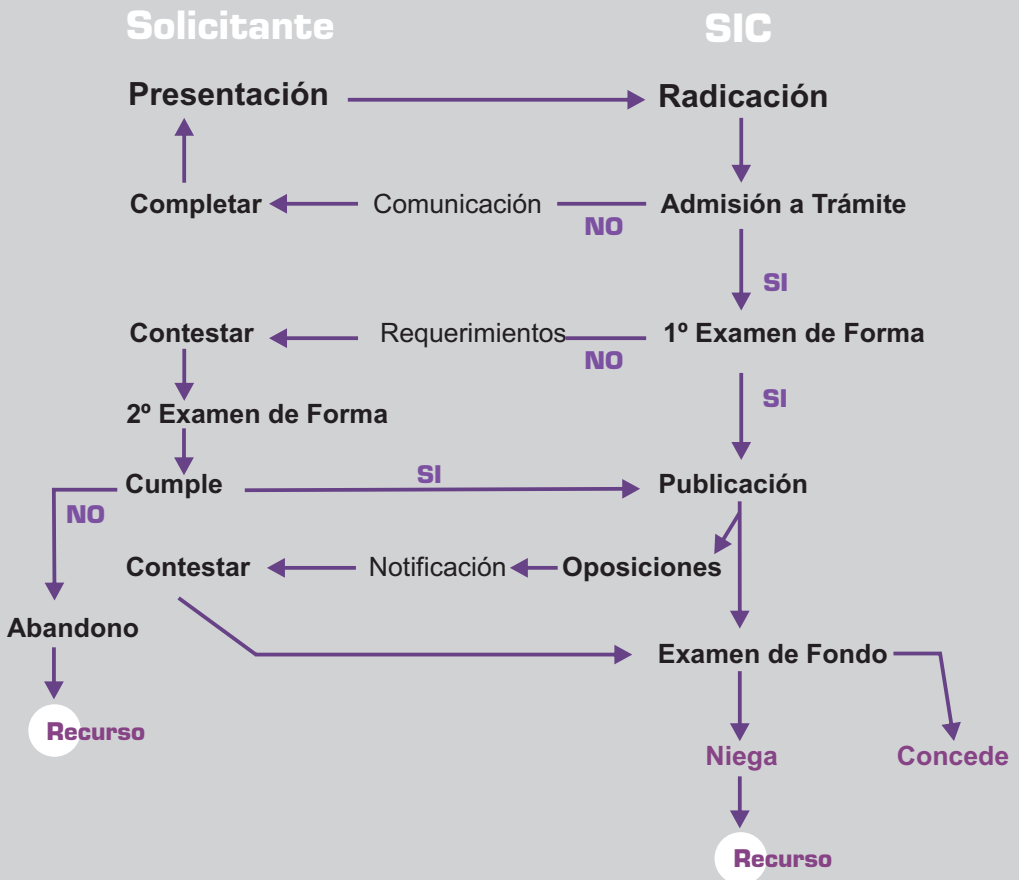 Solicitante SIC
Presentación Radicación
Completar Comunicación NO Admisión a Trámite
SI
Contestar Requerimientos NO 1º Examen de Forma
SI
2º Examen de Forma
Cumple SI Publicación
NO
Contestar Notificación Oposiciones
Abandono
Examen de Fondo
Recurso
Niega Concede
Recurso